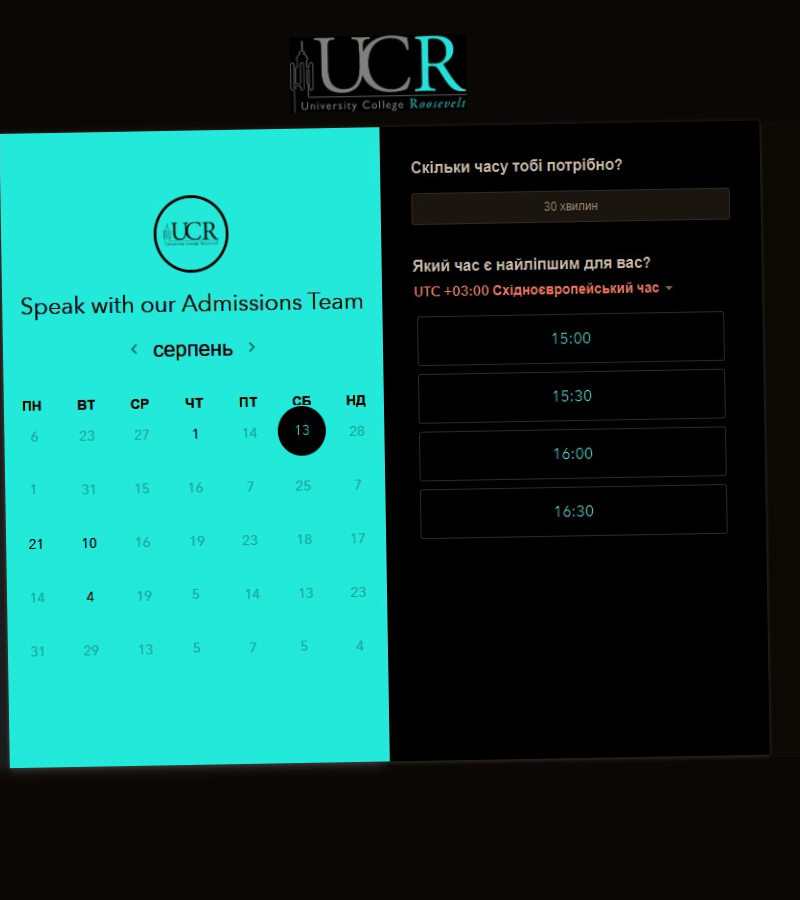 UCR
University College Roosevelt
UCR
University College Roosevelt
Speak with our Admissions Team
серпень
ПН ВТ СР ЧТ ПТ СБ НД
6 23 27 1 14 13 28
1 31 15 16 7 25 7
21 10 16 19 23 18 17
14 4 19 5 14 13 23
31 29 13 5 7 5 4
Скільки часу тобі потрібно?
30 хвилин
Який час є найліпшим для вас?
UTC +03:00 Східноєвропейський час
15:00
15:30
16:00
16:30